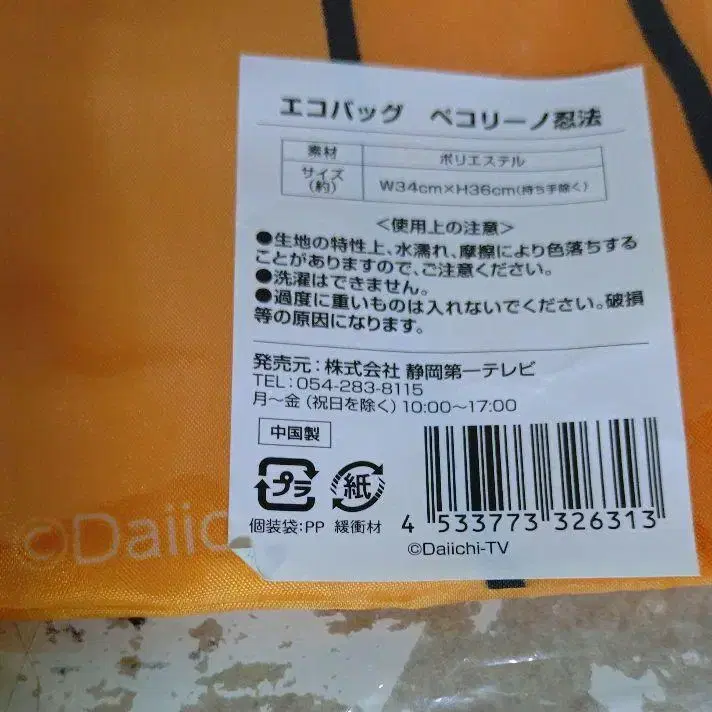 エコバッグ　ペコリーノ忍法
素材 ポリエステル
サイズ(約) W34cm×H36cm(持ち手除く)
＜使用上の注意＞
●生地の特性上、水濡れ、摩擦により色落ちする
ことがありますので、ご注意ください。
●洗濯はできません。
●過度に重いものは入れないでください。破損
等の原因になります。
発売元：株式会社 静岡第一テレビ
TEL：054-283-8115
月～金（祝日を除く）10:00～17:00
中国製
プラ 紙
個装袋：PP 緩衝材
4 533773 326313
©Daiichi-TV
©Daiic